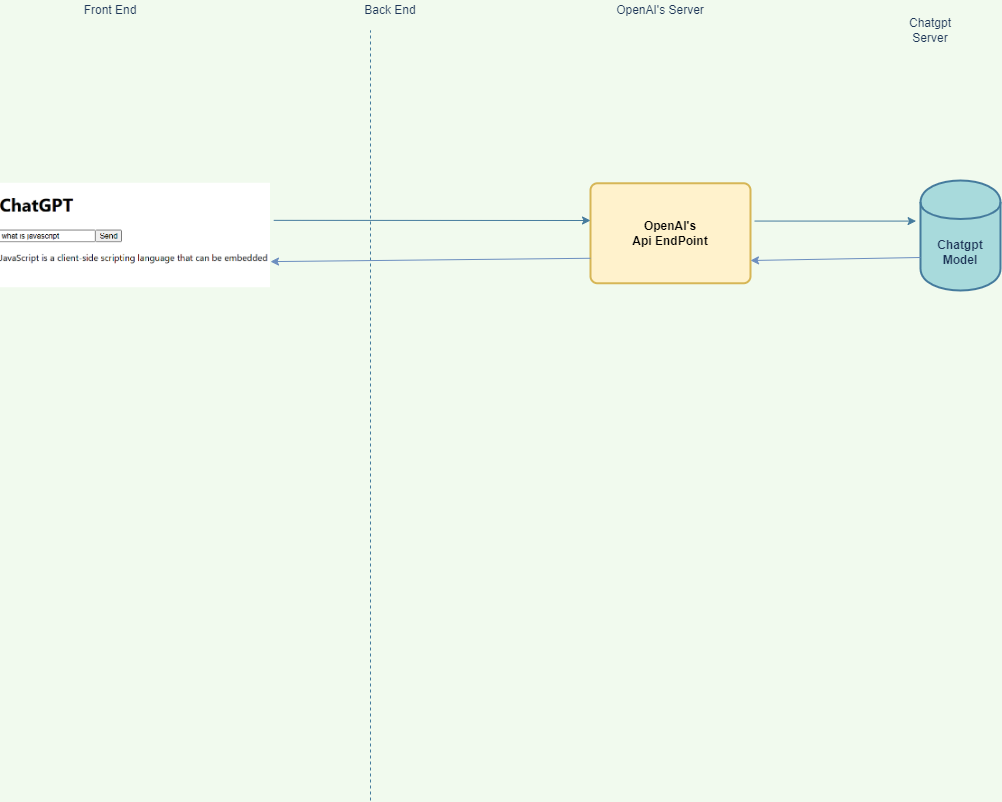 Front End
Back End
OpenAI's Server
Chatgpt
Server
ChatGPT
what is javascript
Send
JavaScript is a client-side scripting language that can be embedded
OpenAI's
Api EndPoint
Chatgpt
Model